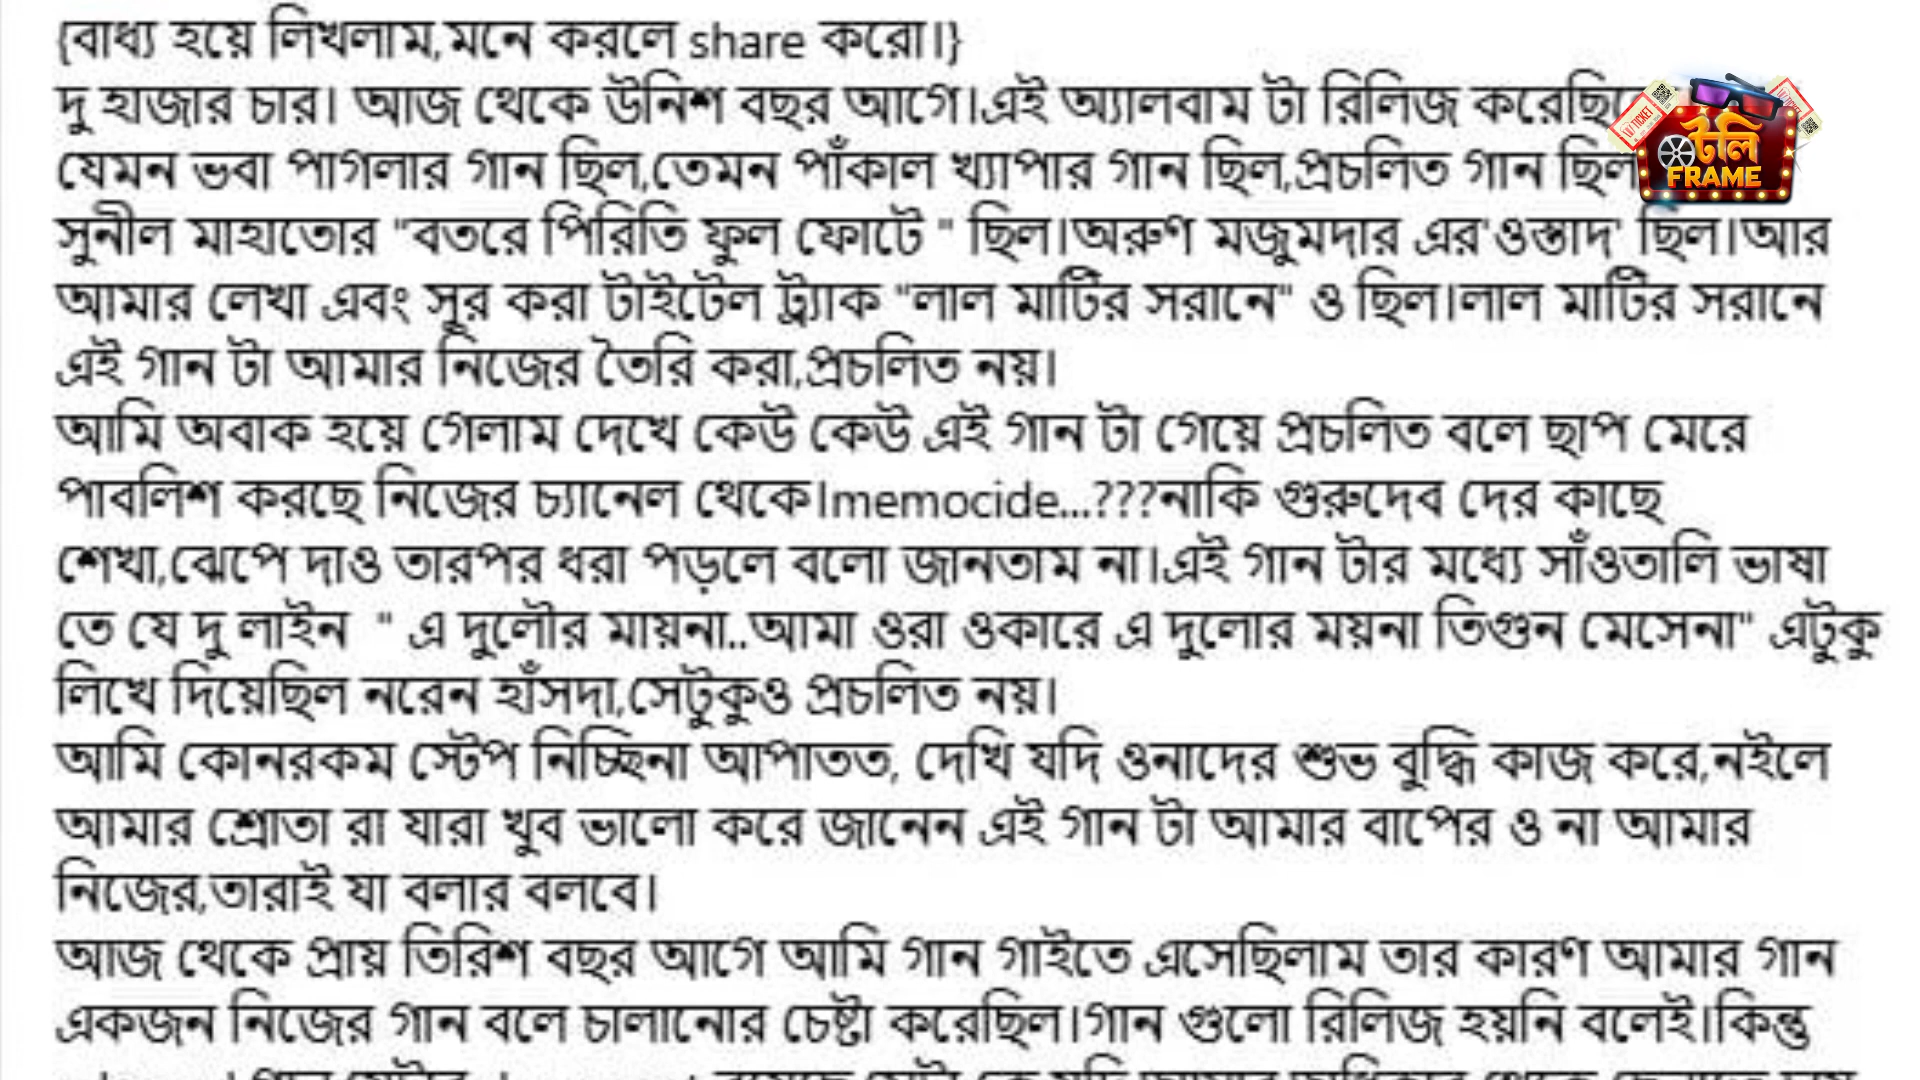 {বাধ্য হয়ে লিখলাম,মনে করলে share করো।}
দু হাজার চার। আজ থেকে উনিশ বছর আগে।এই অ্যালবাম টা রিলিজ
যেমন ভবা পাগলার গান ছিল,তেমন পাঁকাল খ্যাপার গান ছিল,প্রচলিত গান ছিল
সুনীল মাহাতোর "বতরে পিরিতি ফুল ফোটে " ছিল।অরুণ মজুমদার এর'ওস্তাদ' ছিল।আর
আমার লেখা এবং সুর করা টাইটেল ট্র্যাক "লাল মাটির সরানে" ও ছিল।লাল মাটির সরানে
এই গান টা আমার নিজের তৈরি করা,প্রচলিত নয়।
আমি অবাক হয়ে গেলাম দেখে কেউ কেউ এই গান টা গেয়ে প্রচলিত বলে ছাপ মেরে
পাবলিশ করছে নিজের চ্যানেল থেকে।memocide...???নাকি গুরুদেব দের কাছে
শেখা,ঝেপে দাও তারপর ধরা পড়লে বলো জানতাম না।এই গান টার মধ্যে সাঁওতালি ভাষা
তে যে দু লাইন " এ দুলৌর মায়না..আমা ওরা ওকারে এ দুলোর ময়না তিগুন মেসেনা" এটুকু
লিখে দিয়েছিল নরেন হাঁসদা,সেটুকুও প্রচলিত নয়।
আমি কোনরকম স্টেপ নিচ্ছিনা আপাতত, দেখি যদি ওনাদের শুভ বুদ্ধি কাজ করে,নইলে
আমার শ্রোতা রা যারা খুব ভালো করে জানেন এই গান টা আমার বাপের ও না আমার
নিজের,তারাই যা বলার বলবে।
আজ থেকে প্রায় তিরিশ বছর আগে আমি গান গাইতে এসেছিলাম তার কারণ আমার গান
একজন নিজের গান বলে চালানোর চেষ্টা করেছিল।গান গুলো রিলিজ হয়নি বলেই।কিন্তু
টলি
FRAME
TICKET